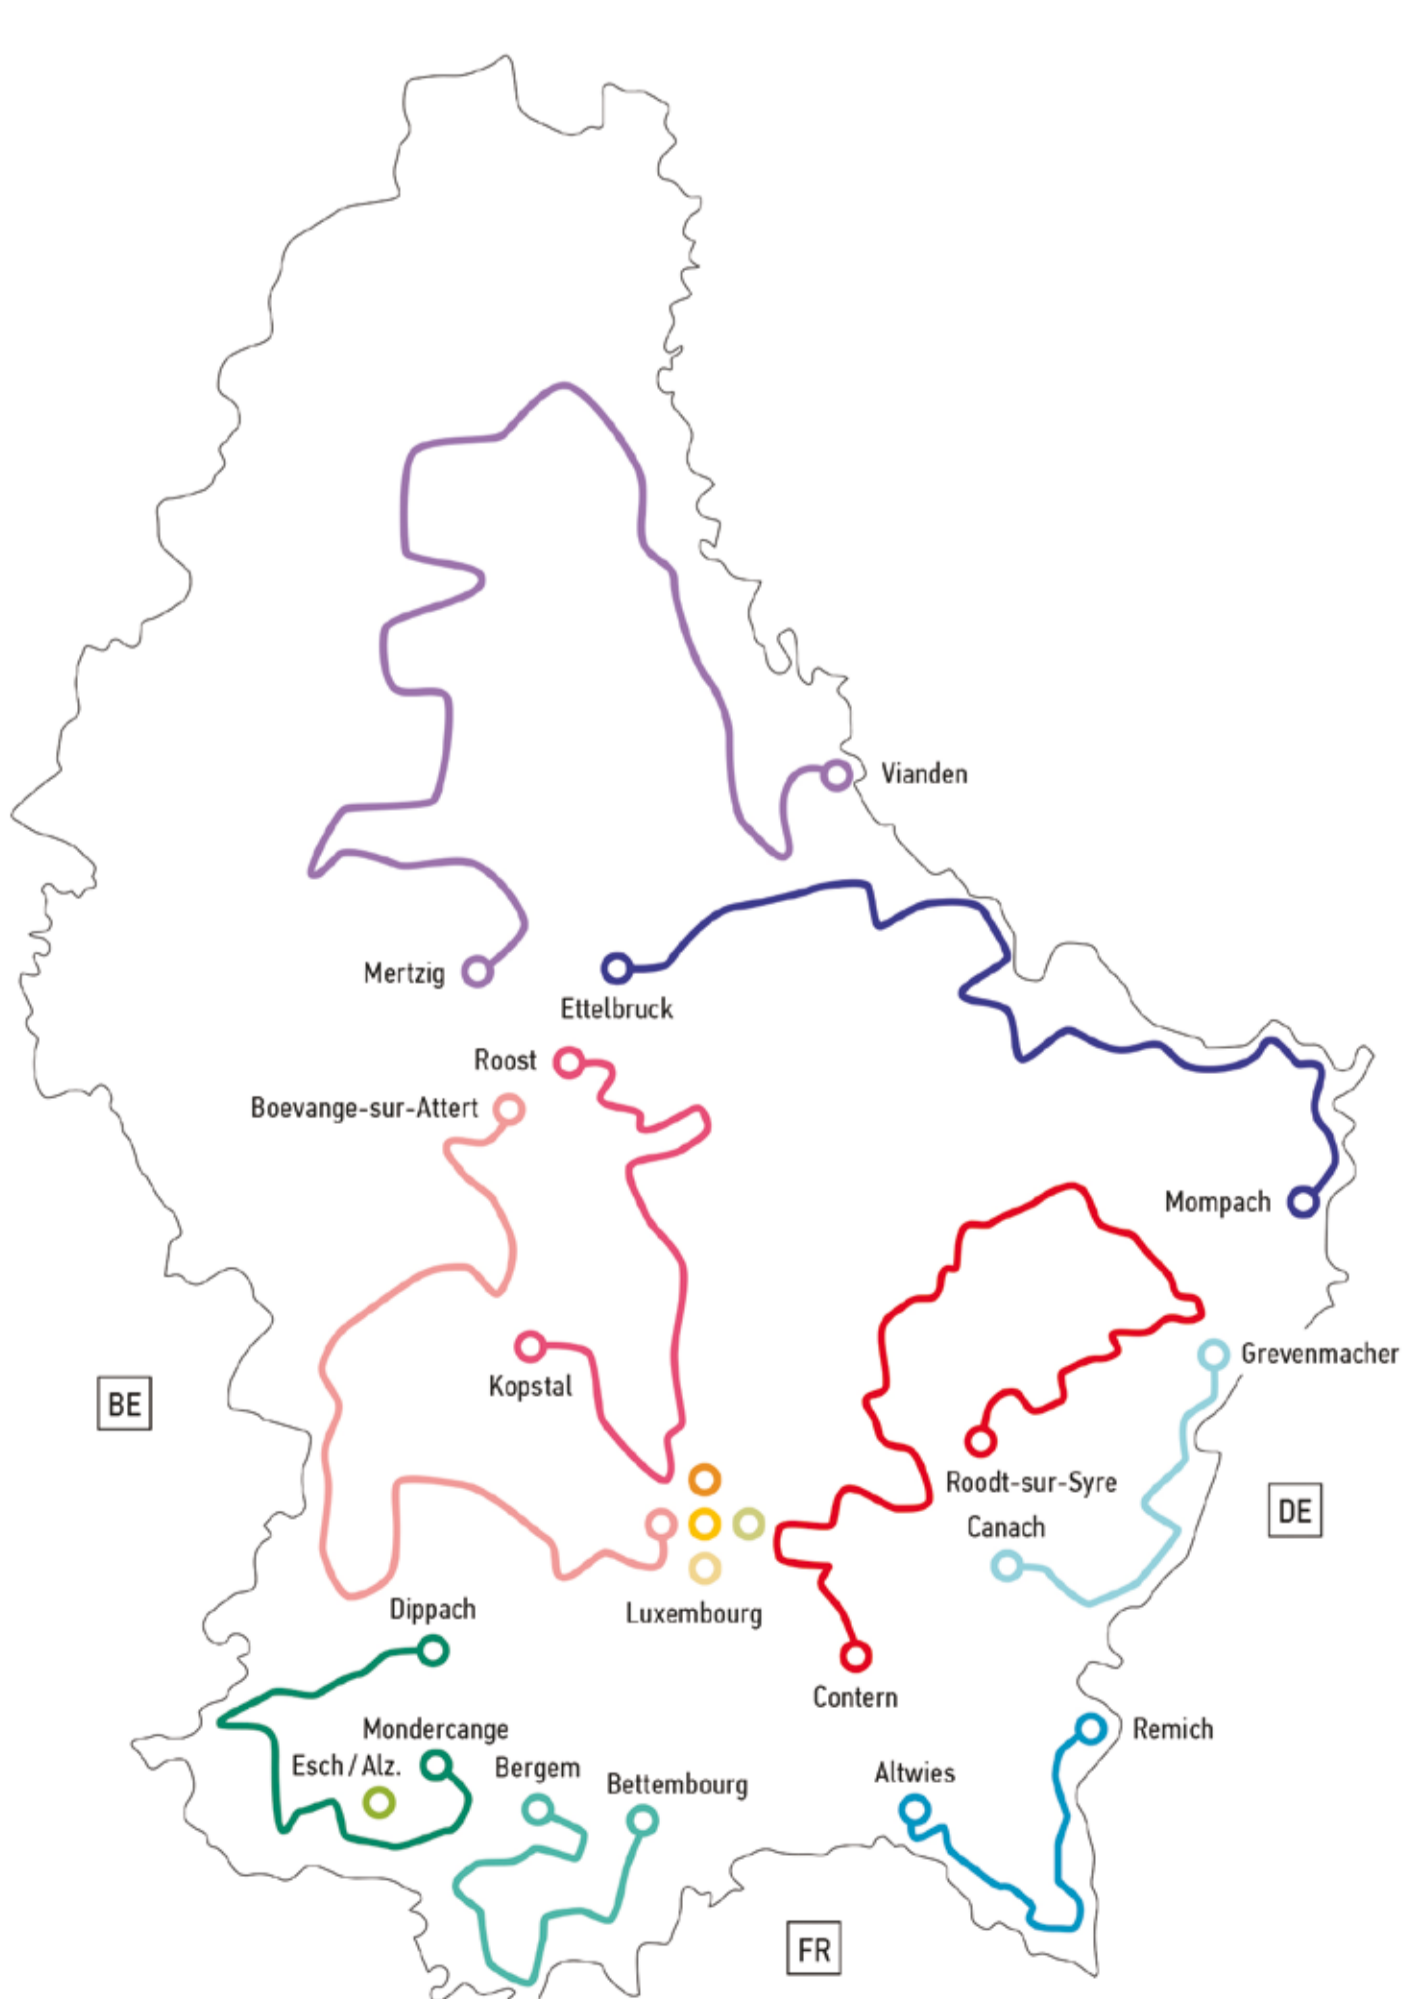 Vianden
Mertzig
Ettelbruck
Roost
Boevange-sur-Attert
Mompach
Grevenmacher
Kopstal
BE
Roodt-sur-Syre
DE
Canach
Dippach
Luxembourg
Contern
Mondercange
Remich
Esch / Alz.
Bergem
Altwies
Bettembourg
FR